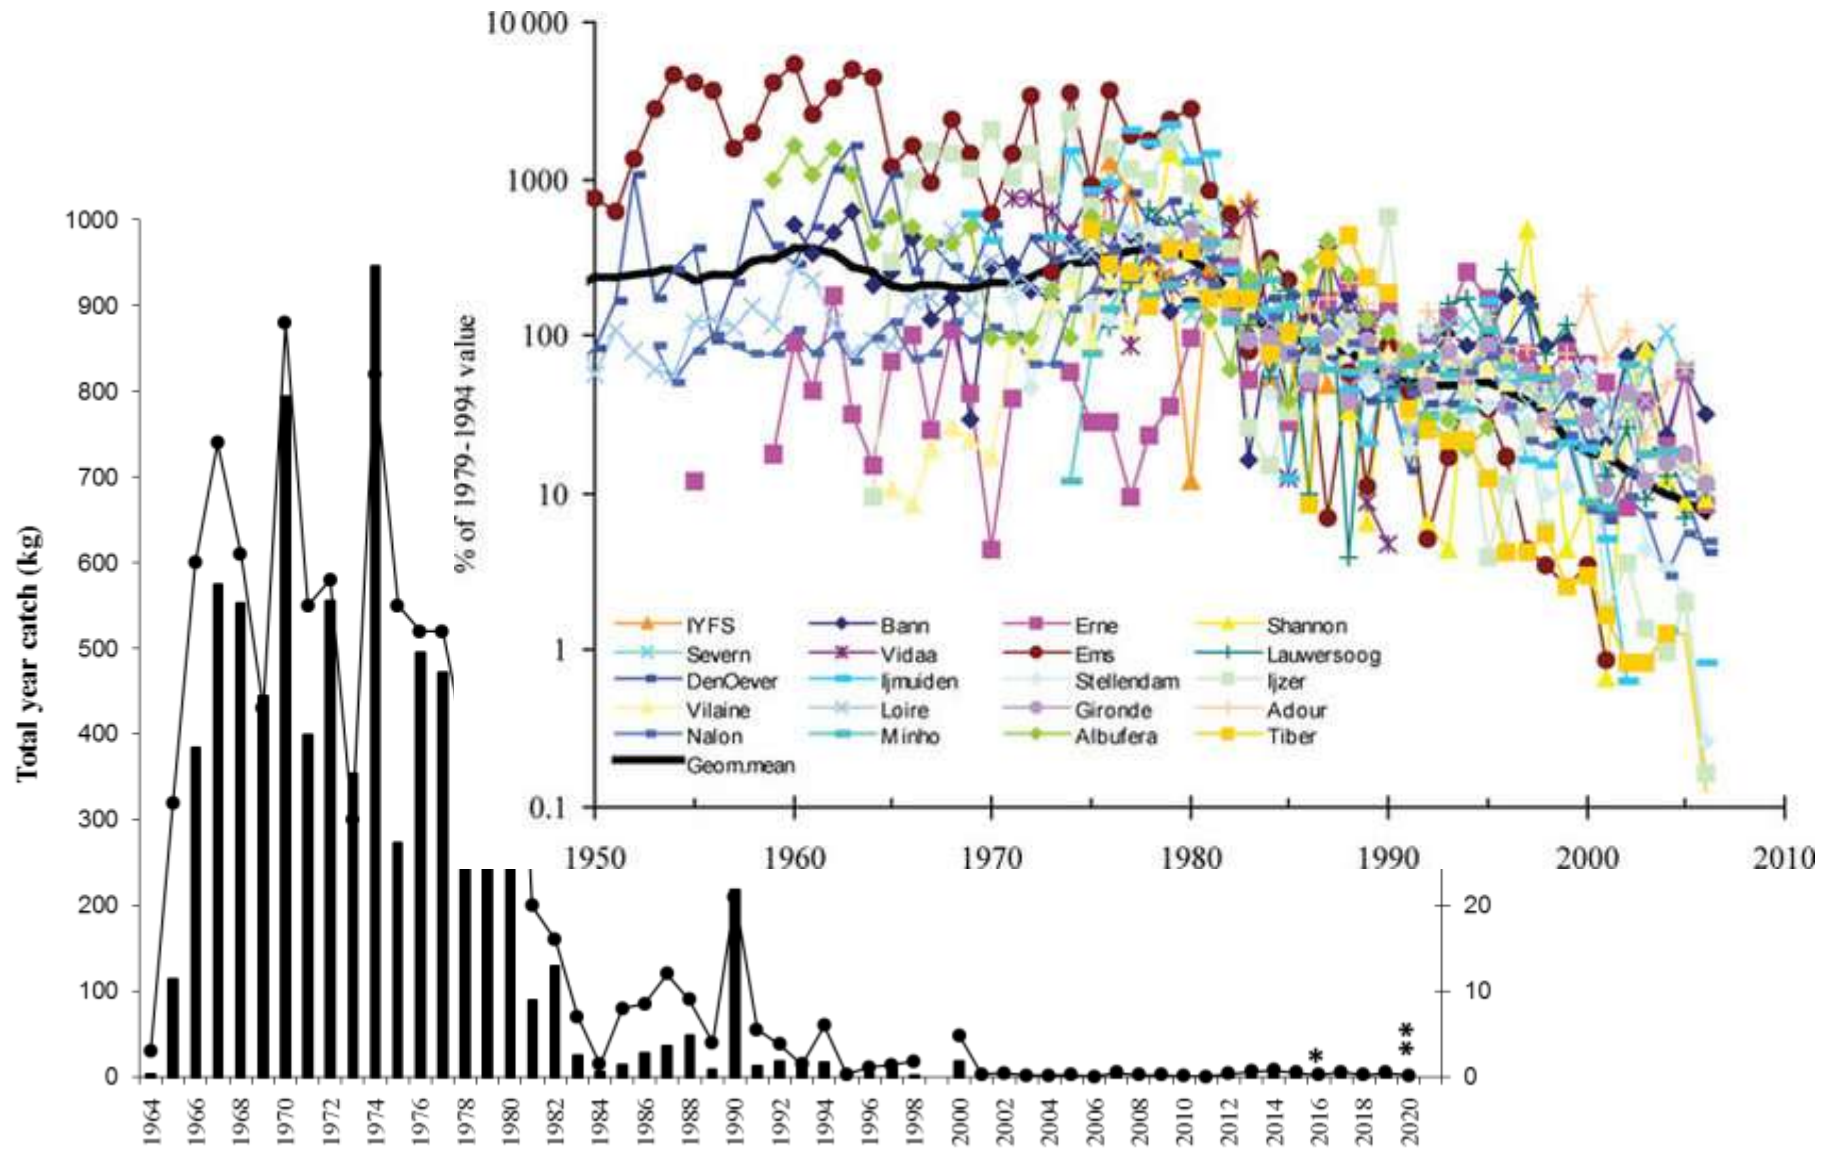 10 000
1000
100
10
1
0.1
% of 1979-1994 value
IYFS Bann Erne Shannon
Severn Vidaa Ems Lauwersoog
DenOever Ijmuiden Stellendam Ijzer
Vilaine Loire Gironde Adour
Nalon Minho Albufera Tiber
Geom.mean
1950 1960 1970 1980 1990 2000 2010
Total year catch (kg)
1000
900
800
700
600
500
400
300
200
100
0
20
10
0
*
**
1964 1966 1968 1970 1972 1974 1976 1978 1980 1982 1984 1986 1988 1990 1992 1994 1996 1998 2000 2002 2004 2006 2008 2010 2012 2014 2016 2018 2020